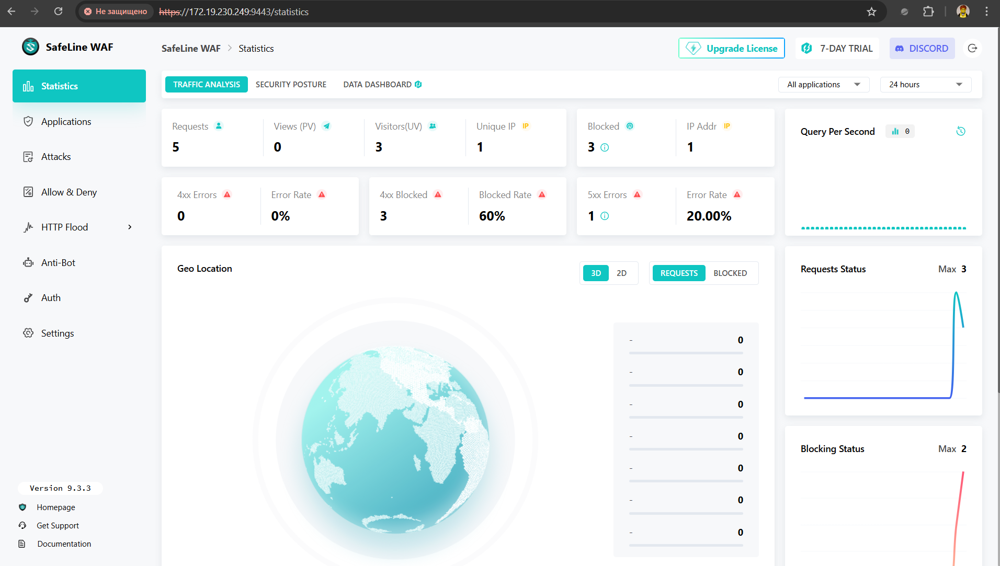 Не защищено https://172.19.230.249:9443/statistics
SafeLine WAF
SafeLine WAF > Statistics
Upgrade License
7-DAY TRIAL
DISCORD
Statistics
Applications
Attacks
Allow & Deny
HTTP Flood
Anti-Bot
Auth
Settings
Version 9.3.3
Homepage
Get Support
Documentation
TRAFFIC ANALYSIS SECURITY POSTURE DATA DASHBOARD
All applications
24 hours
Requests
5
Views (PV)
0
Visitors(UV)
3
Unique IP IP
1
Blocked
3
IP Addr IP
1
Query Per Second 0
4xx Errors
0
Error Rate
0%
4xx Blocked
3
Blocked Rate
60%
5xx Errors
1
Error Rate
20.00%
Geo Location
3D 2D
REQUESTS BLOCKED
- 0
- 0
- 0
- 0
- 0
- 0
- 0
Requests Status Max 3
Blocking Status Max 2